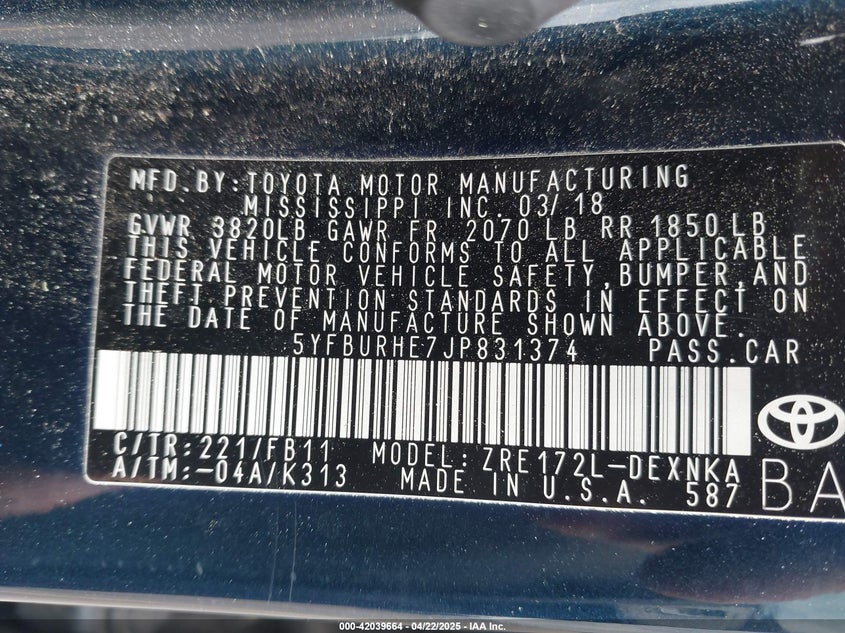 MFD.BY:TOYOTA MOTOR MANUFACTURING
MISSISSIPPI INC. 03/18
GVWR 3820LB GAWR FR 2070 LB RR 1850 LB
THIS VEHICLE CONFORMS TO ALL APPLICABLE
FEDERAL MOTOR VEHICLE SAFETY,BUMPER,AND
THEFT PREVENTION STANDARDS IN EFFECT ON
THE DATE OF MANUFACTURE SHOWN ABOVE.
5YFBURHE7JP831374 PASS.CAR
C/TR:221/FB11 MODEL:ZRE172L-DEXNKA
A/TM:-04A/K313 MADE IN U.S.A. 587 BA
000-42039664 - 04/22/2025 - IAA Inc.